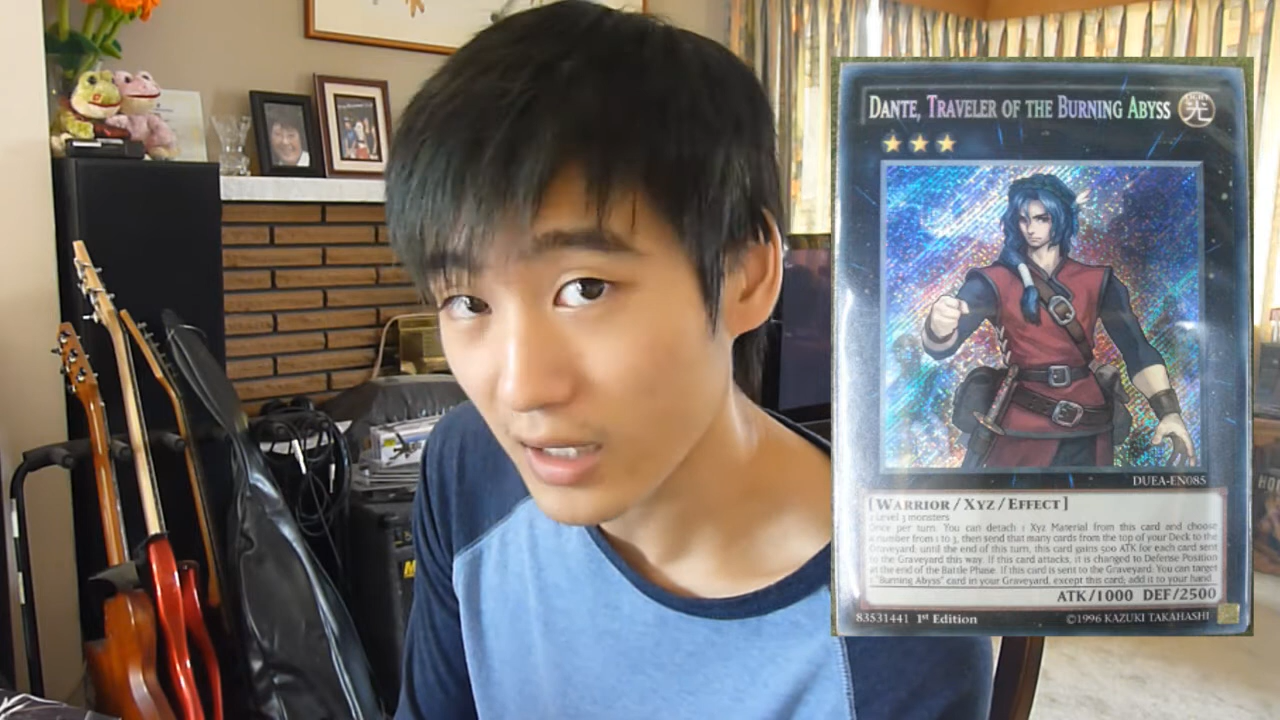 DANTE, TRAVELER OF THE BURNING ABYSS
LIGHT
光
DUEA-EN085
[WARRIOR/XYZ/EFFECT]
2 Level 3 monsters
Once per turn: You can detach 1 Xyz Material from this card and choose
a number from 1 to 3, then send that many cards from the top of your Deck to the
Graveyard; until the end of this turn, this card gains 500 ATK for each card sent
to the Graveyard this way. If this card attacks, it is changed to Defense Position
at the end of the Battle Phase. If this card is sent to the Graveyard: You can target
1 "Burning Abyss" card in your Graveyard, except this card; add it to your hand.
ATK/1000 DEF/2500
83531441 1st Edition
©1996 KAZUKI TAKAHASHI